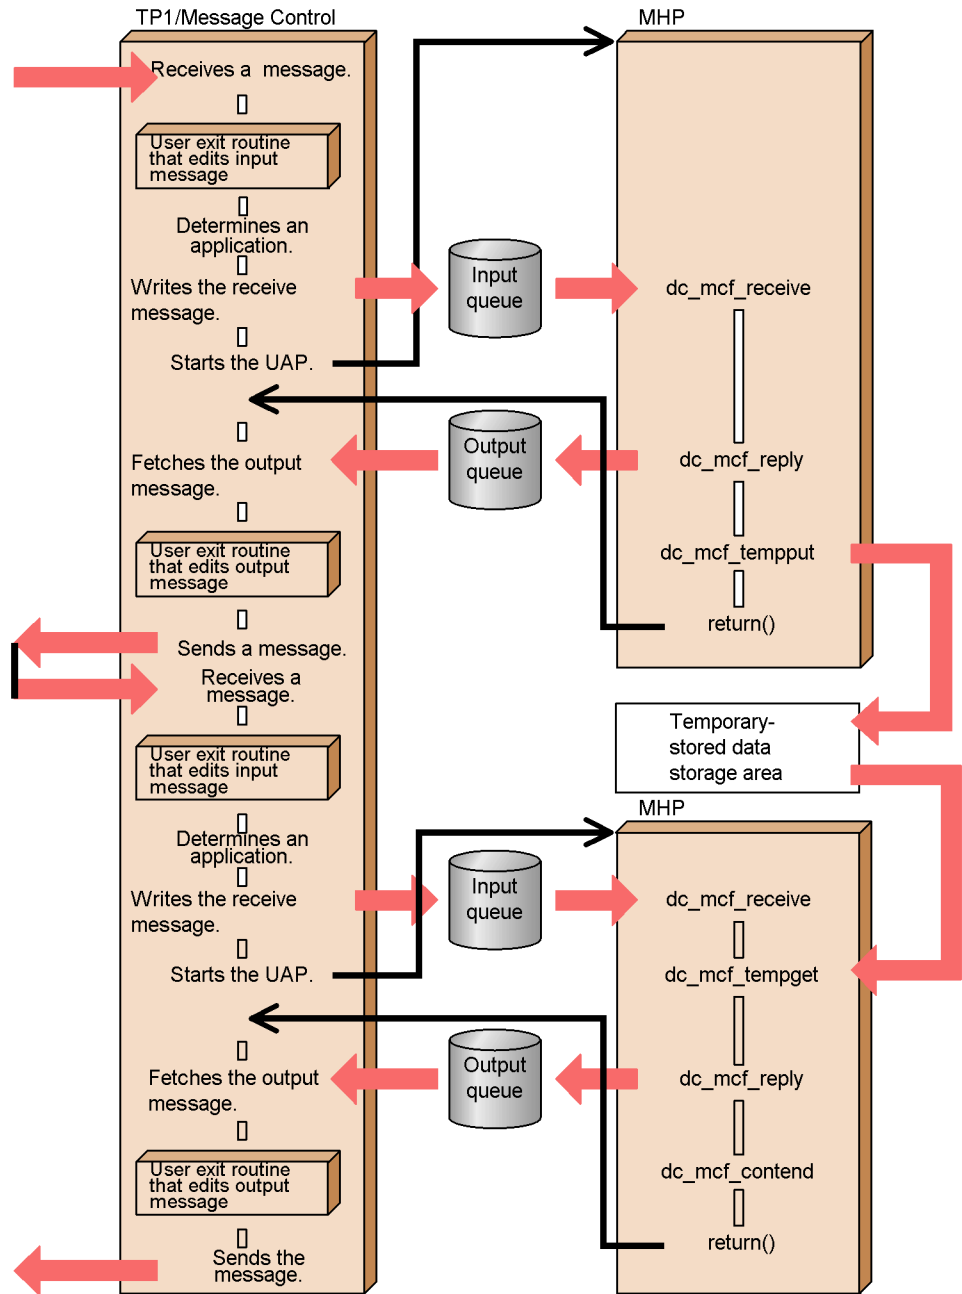 TP1/Message Control
Receives a message.
User exit routine
that edits input
message
Determines an
application.
Writes the receive
message.
Starts the UAP.
Fetches the output
message.
User exit routine
that edits output
message
Sends a message.
Receives a
message.
User exit routine
that edits input
message
Determines an
application.
Writes the receive
message.
Starts the UAP.
Fetches the output
message.
User exit routine
that edits output
message
Sends the
message.
Input
queue
Output
queue
Input
queue
Output
queue
MHP
dc_mcf_receive
dc_mcf_reply
dc_mcf_tempput
return()
Temporary-
stored data
storage area
MHP
dc_mcf_receive
dc_mcf_tempget
dc_mcf_reply
dc_mcf_contend
return()